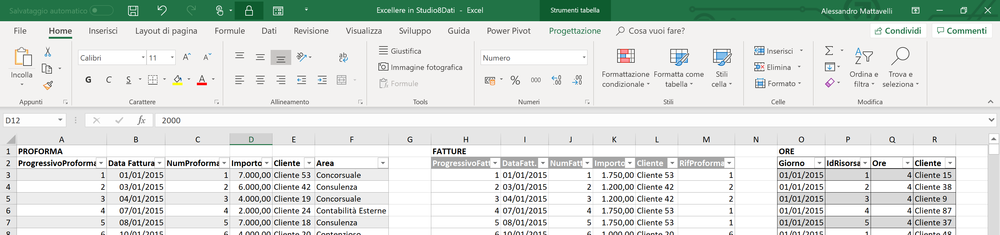 Salvataggio automatico
Excellere in Studio8Dati - Excel
Strumenti tabella
Alessandro Mattavelli
File Home Inserisci Layout di pagina Formule Dati Revisione Visualizza Sviluppo Guida Power Pivot Progettazione Cosa vuoi fare? Condividi Commenti
Incolla
Appunti
Calibri 11
G C S A
Carattere
ab
c
Allineamento
Giustifica
Immagine fotografica
Formule
Tools
Numero
% 000
Numeri
Formattazione
condizionale
Formatta come
tabella
Stili
cella
Stili
Inserisci
Elimina
Formato
Celle
Ordina e
filtra
Trova e
seleziona
Modifica
D12 fx 2000
A B C D E F G H I J K L M N O P Q R
1 PROFORMA FATTURE ORE
2 ProgressivoProforma Data Fattura NumProforma Importo Cliente Area ProgressivoFatt DataFatt. NumFatt Importo Cliente RifProforma Giorno IdRisorsa Ore Cliente
3 1 01/01/2015 1 7.000,00 Cliente 53 Concorsuale 1 01/01/2015 1 1.750,00 Cliente 53 1 01/01/2015 1 4 Cliente 15
4 2 03/01/2015 2 6.000,00 Cliente 42 Consulenza 2 03/01/2015 2 1.200,00 Cliente 42 2 01/01/2015 2 4 Cliente 38
5 3 04/01/2015 3 4.000,00 Cliente 19 Concorsuale 3 04/01/2015 3 1.200,00 Cliente 42 2 01/01/2015 3 4 Cliente 9
6 4 07/01/2015 4 2.000,00 Cliente 24 Contabilità Esterne 4 07/01/2015 4 1.750,00 Cliente 53 1 01/01/2015 4 4 Cliente 87
7 5 08/01/2015 5 7.000,00 Cliente 18 Consulenza 5 08/01/2015 5 1.750,00 Cliente 53 1 01/01/2015 5 4 Cliente 37
8 6 10/01/2015 6 4.000,00 Cliente 20 Contenzioso 6 10/01/2015 6 1.000,00 Cliente 20 6 01/01/2015 1 4 Cliente 48